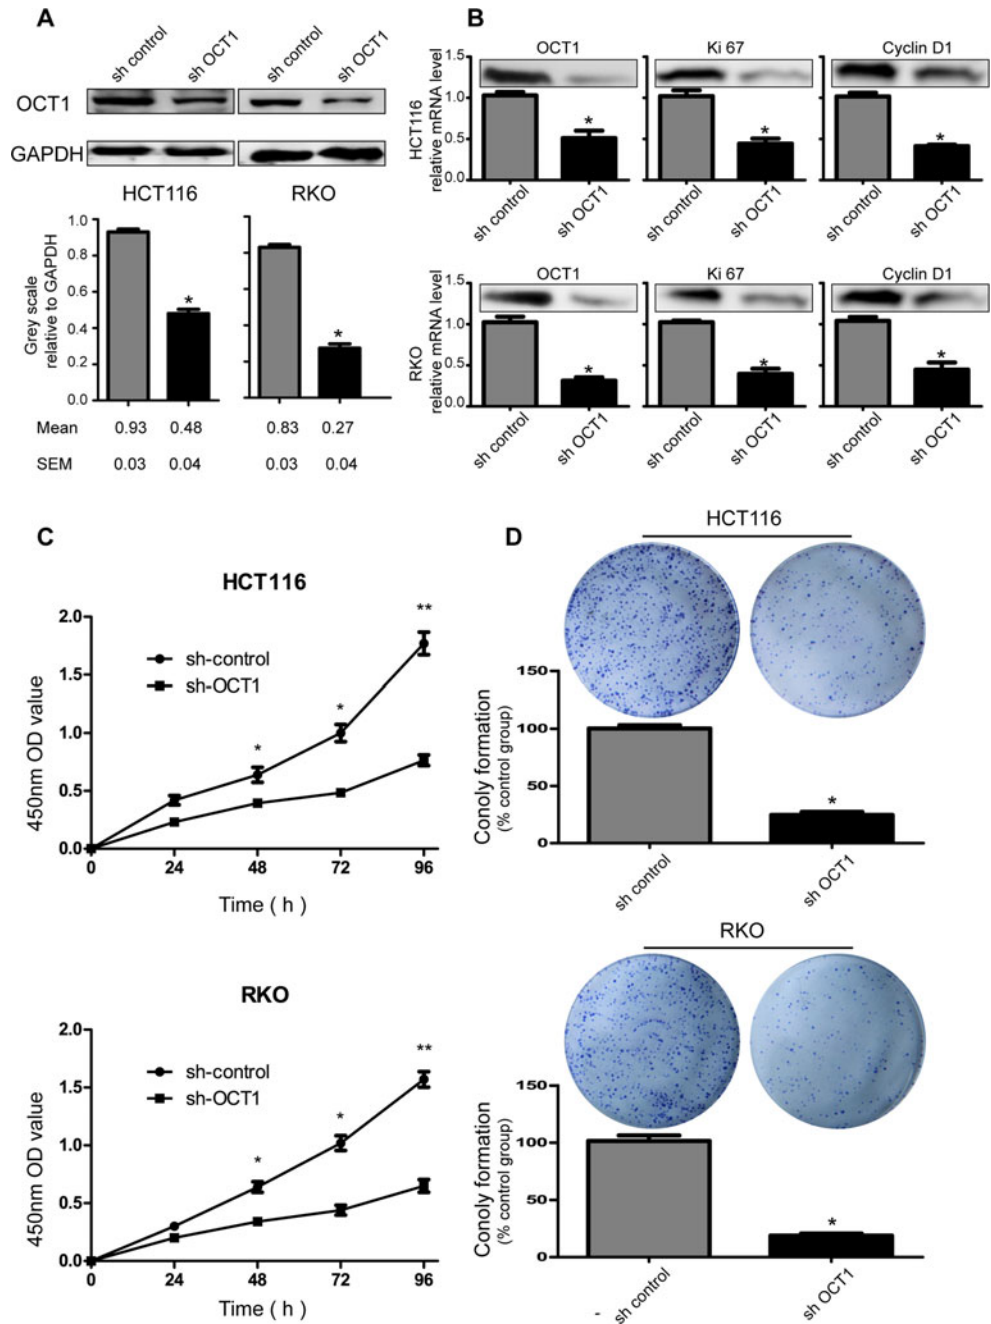 A
sh control
sh OCT1
sh control
sh OCT1
OCT1
GAPDH
HCT116
RKO
Grey scale
relative to GAPDH
1.0
0.8
0.6
0.4
0.2
0.0
*
*
Mean 0.93 0.48 0.83 0.27
SEM 0.03 0.04 0.03 0.04
B
OCT1 Ki 67 Cyclin D1
HCT116
relative mRNA level
1.5
1.0
0.5
0.0
* * *
sh control sh OCT1 sh control sh OCT1 sh control sh OCT1
OCT1 Ki 67 Cyclin D1
RKO
relative mRNA level
1.5
1.0
0.5
0.0
* * *
sh control sh OCT1 sh control sh OCT1 sh control sh OCT1
C
HCT116
450nm OD value
2.0
1.5
1.0
0.5
0.0
sh-control
sh-OCT1
* * **
0 24 48 72 96
Time ( h )
RKO
450nm OD value
2.0
1.5
1.0
0.5
0.0
sh-control
sh-OCT1
* * **
0 24 48 72 96
Time ( h )
D
HCT116
Conoly formation
(% control group)
150
100
50
0
*
sh control sh OCT1
RKO
Conoly formation
(% control group)
150
100
50
0
*
- sh control sh OCT1